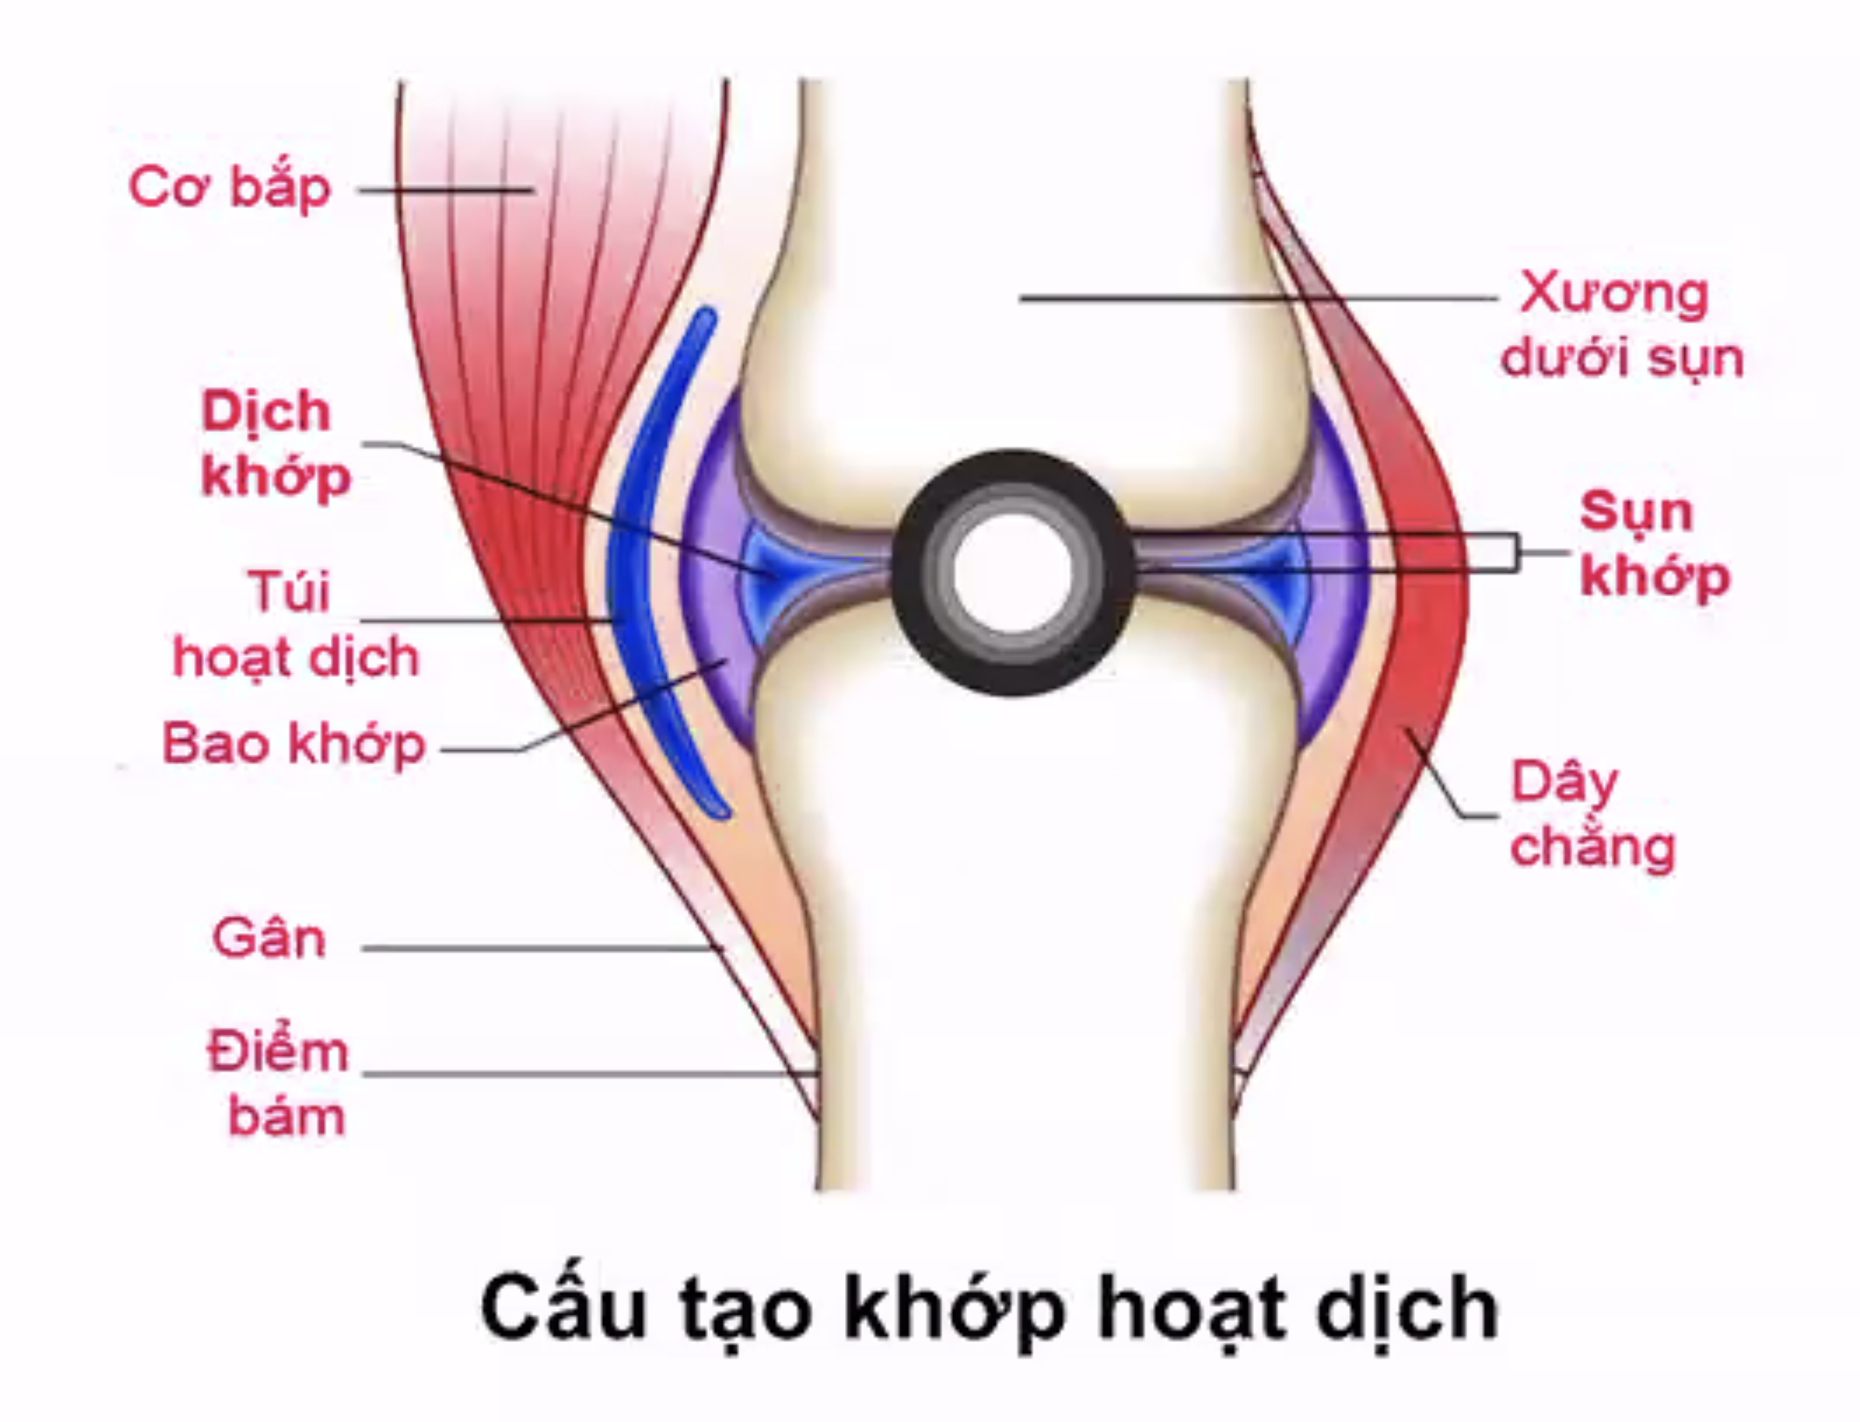 Cơ bắp
Xương
dưới sụn
Dịch
khớp
Sụn
khớp
Túi
hoạt dịch
Bao khớp
Dây
chằng
Gân
Điểm
bám
Cấu tạo khớp hoạt dịch